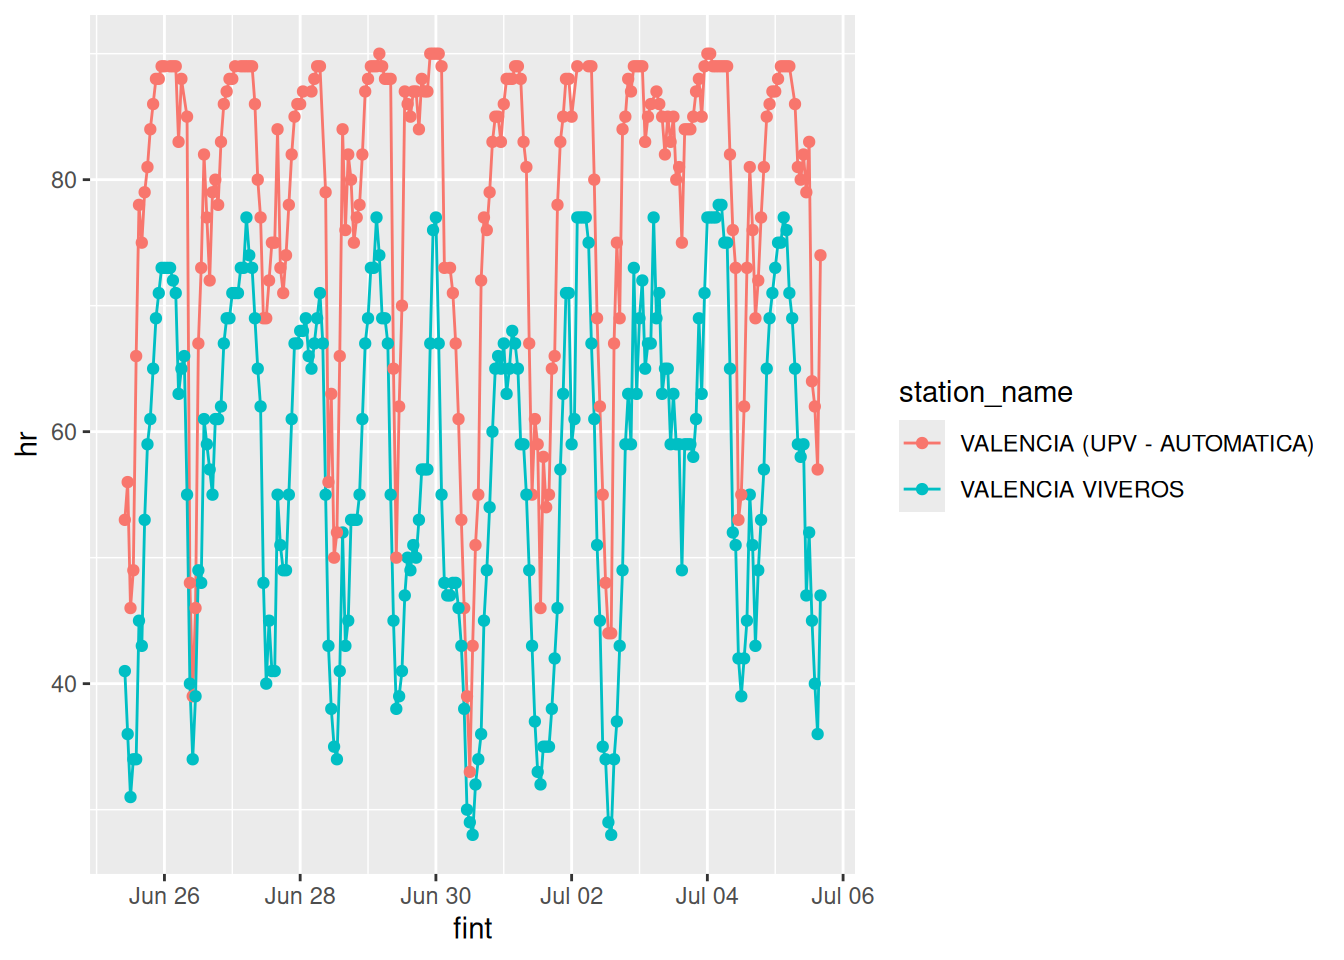 80
60
40
hr
Jun 26
Jun 28
Jun 30
Jul 02
Jul 04
Jul 06
fint
station_name
VALENCIA (UPV - AUTOMATICA)
VALENCIA VIVEROS